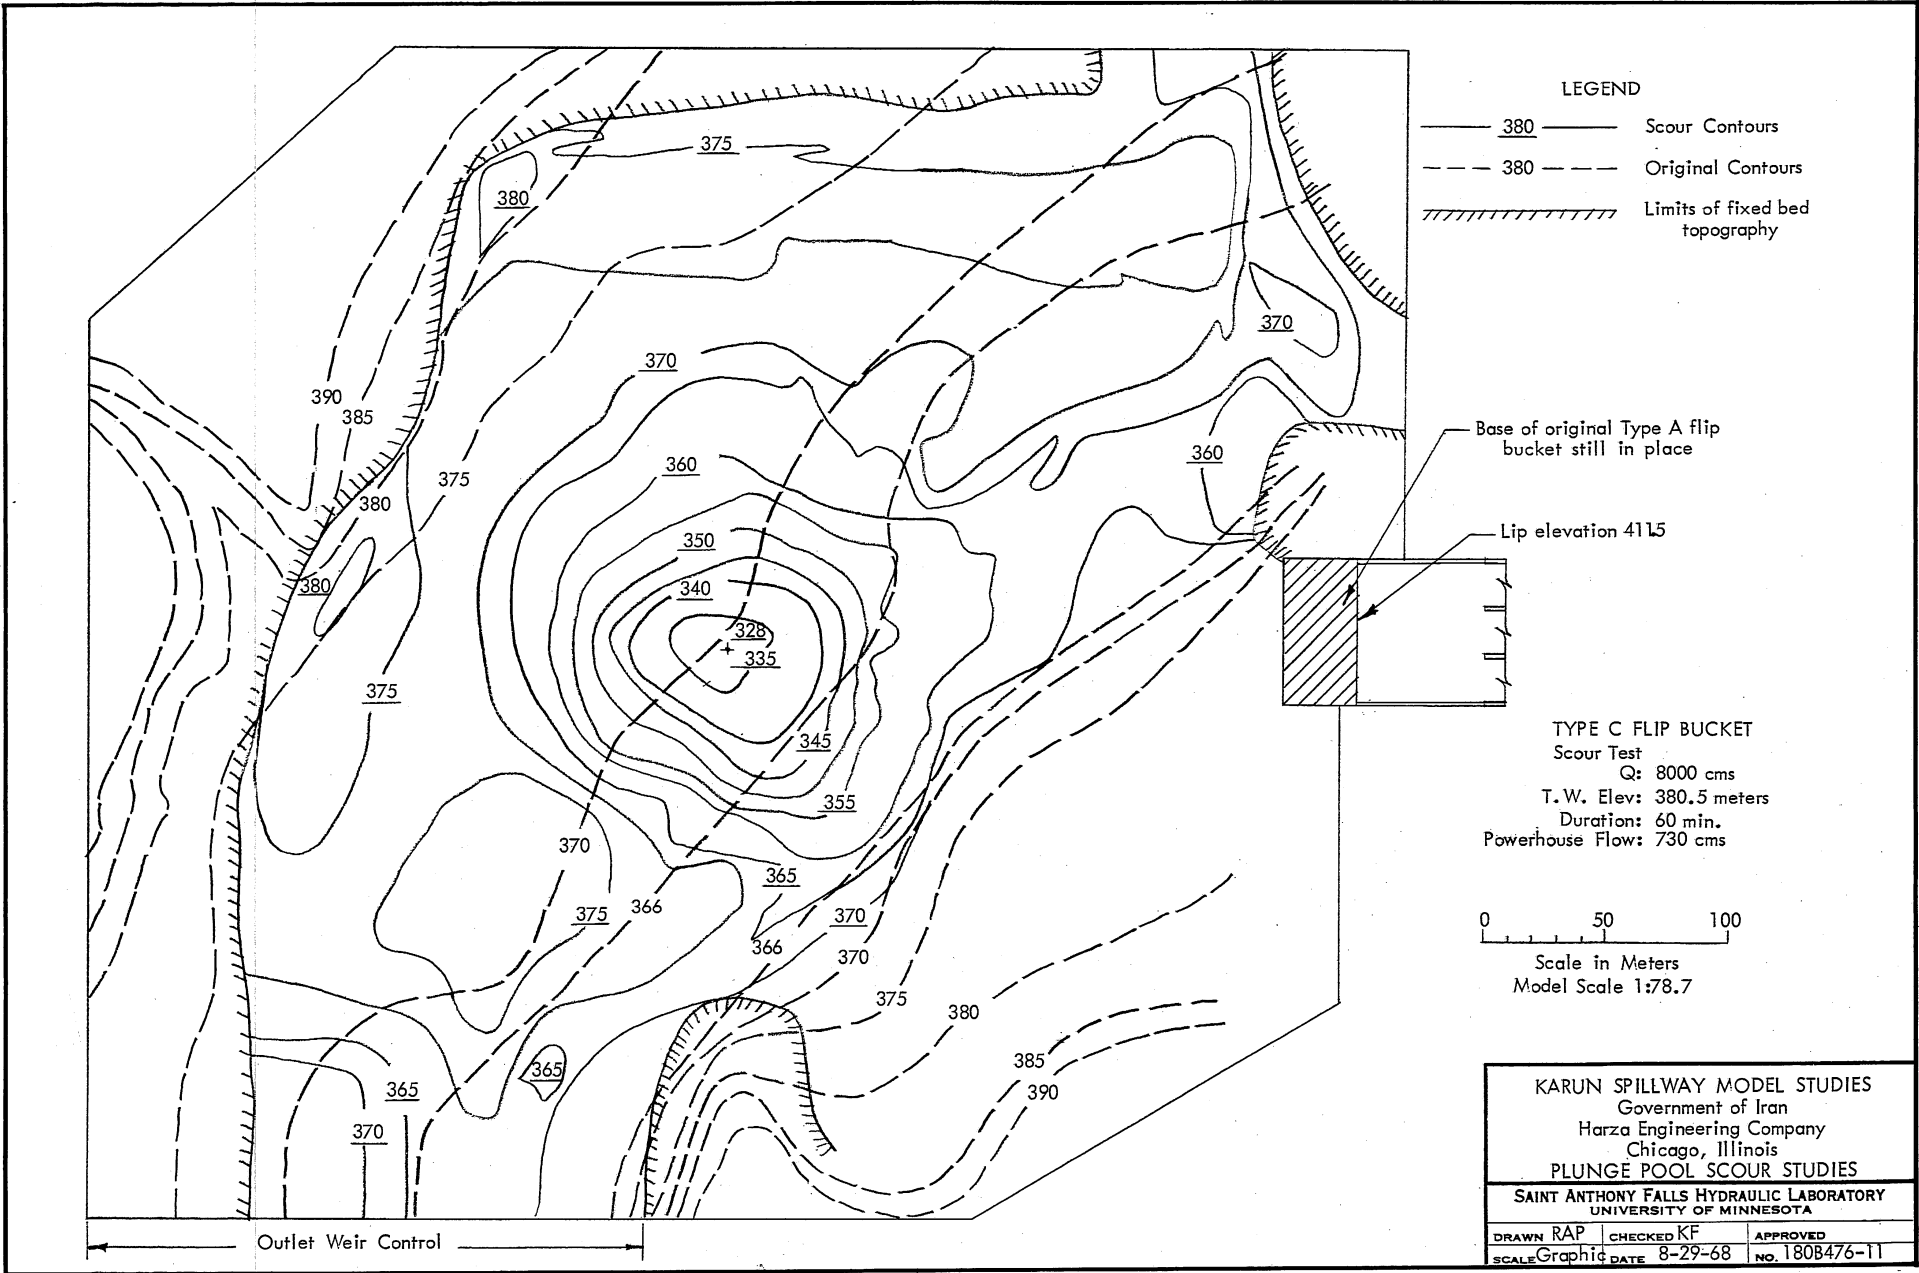 LEGEND
380 Scour Contours
380 Original Contours
Limits of fixed bed
topography
375
380
370
370
390
385
360
375
380
360
Base of original Type A flip
bucket still in place
Lip elevation 411.5
350
340
380
328
335
375
345
355
370
365
375
366
370
366
370
375
380
385
390
365
365
370
TYPE C FLIP BUCKET
Scour Test
Q: 8000 cms
T.W. Elev: 380.5 meters
Duration: 60 min.
Powerhouse Flow: 730 cms
0 50 100
Scale in Meters
Model Scale 1:78.7
Outlet Weir Control
KARUN SPILLWAY MODEL STUDIES
Government of Iran
Harza Engineering Company
Chicago, Illinois
PLUNGE POOL SCOUR STUDIES
SAINT ANTHONY FALLS HYDRAULIC LABORATORY
UNIVERSITY OF MINNESOTA
DRAWN RAP CHECKED KF APPROVED
SCALE Graphic DATE 8-29-68 NO. 180B476-11